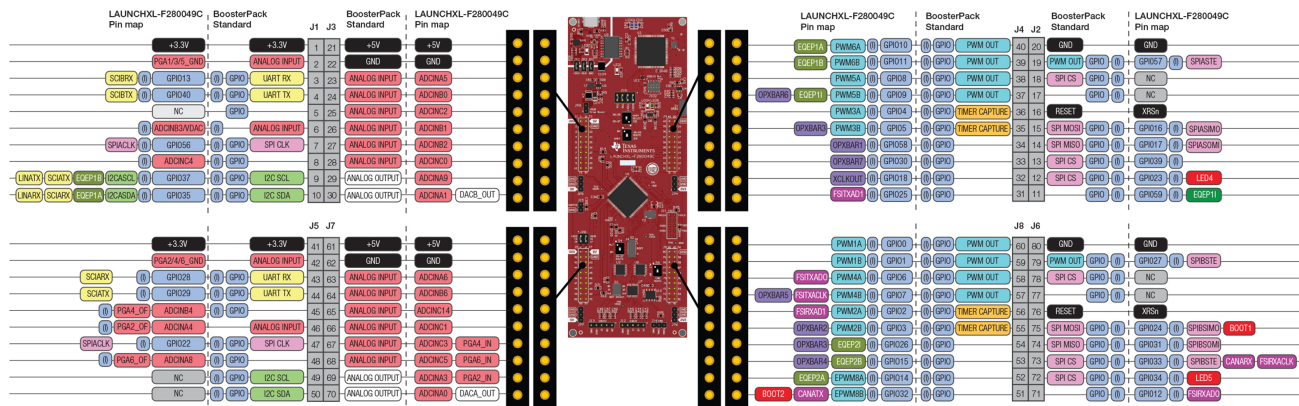 LAUNCHXL-F280049C Pin map BoosterPack Standard J1 J3 BoosterPack Standard LAUNCHXL-F280049C Pin map
+3.3V +3.3V 1 21 +5V +5V
PGA1/3/5_GND ANALOG INPUT 2 22 GND GND
SCIBRX (!) GPIO13 (!) GPIO UART RX 3 23 ANALOG INPUT ADCINA5
SCIBTX (!) GPIO40 (!) GPIO UART TX 4 24 ANALOG INPUT ADCINB0
NC GPIO 5 25 ANALOG INPUT ADCINC2
(!) ADCINB3/VDAC (!) ANALOG INPUT 6 26 ANALOG INPUT ADCINB1
SPIACLK (!) GPIO56 (!) GPIO SPI CLK 7 27 ANALOG INPUT ADCINB2
ADCINC4 (!) GPIO 8 28 ANALOG INPUT ADCINC0
LINATX SCIATX EQEP1B I2CASCL (!) GPIO37 (!) GPIO I2C SCL 9 29 ANALOG OUTPUT ADCINA9
LINARX SCIARX EQEP1A I2CASDA (!) GPIO35 (!) GPIO I2C SDA 10 30 ANALOG OUTPUT ADCINA1 DACB_OUT
J5 J7
+3.3V +3.3V 41 61 +5V +5V
PGA2/4/6_GND ANALOG INPUT 42 62 GND GND
SCIARX (!) GPIO28 (!) GPIO UART RX 43 63 ANALOG INPUT ADCINA6
SCIATX (!) GPIO29 (!) GPIO UART TX 44 64 ANALOG INPUT ADCINB6
(!) PGA4_OF ADCINB4 (!) GPIO 45 65 ANALOG INPUT ADCINC14
(!) PGA2_OF ADCINA4 ANALOG INPUT 46 66 ANALOG INPUT ADCINC1
SPIACLK (!) GPIO22 (!) GPIO SPI CLK 47 67 ANALOG INPUT ADCINC3 PGA4_IN
(!) PGA6_OF ADCINA8 (!) GPIO 48 68 ANALOG INPUT ADCINC5 PGA6_IN
NC (!) GPIO I2C SCL 49 69 ANALOG OUTPUT ADCINA3 PGA2_IN
NC (!) GPIO I2C SDA 50 70 ANALOG OUTPUT ADCINA0 DACA_OUT
TEXAS INSTRUMENTS
LAUNCHXL-F280049C
LAUNCHXL-F280049C Pin map BoosterPack Standard J4 J2 BoosterPack Standard LAUNCHXL-F280049C Pin map
EQEP1A PWM6A (!) GPIO10 (!) GPIO PWM OUT 40 20 GND GND
EQEP1B PWM6B (!) GPIO11 (!) GPIO PWM OUT 39 19 PWM OUT GPIO (!) GPIO57 (!) SPIASTE
PWM5A (!) GPIO8 (!) GPIO PWM OUT 38 18 SPI CS GPIO (!) NC
OPXBAR6 EQEP1I PWM5B (!) GPIO9 (!) GPIO PWM OUT 37 17 GPIO (!) NC
PWM3A (!) GPIO4 (!) GPIO TIMER CAPTURE 36 16 RESET XRSn
OPXBAR3 PWM3B (!) GPIO5 (!) GPIO TIMER CAPTURE 35 15 SPI MOSI GPIO (!) GPIO16 (!) SPIASIMO
OPXBAR1 (!) GPIO58 (!) GPIO 34 14 SPI MISO GPIO (!) GPIO17 (!) SPIASOMI
OPXBAR7 (!) GPIO30 (!) GPIO 33 13 SPI CS GPIO (!) GPIO39 (!)
XCLKOUT (!) GPIO18 (!) GPIO 32 12 SPI CS GPIO (!) GPIO23 (!) LED4
FSITXAD1 (!) GPIO25 (!) GPIO 31 11 GPIO (!) GPIO59 (!) EQEP1I
J8 J6
PWM1A (!) GPIO0 (!) GPIO PWM OUT 60 80 GND GND
PWM1B (!) GPIO1 (!) GPIO PWM OUT 59 79 PWM OUT GPIO (!) GPIO27 (!) SPIBSTE
FSITXADO PWM4A (!) GPIO6 (!) GPIO PWM OUT 58 78 SPI CS GPIO (!) NC
OPXBAR5 FSITXACLK PWM4B (!) GPIO7 (!) GPIO PWM OUT 57 77 GPIO (!) NC
FSIRXAD1 PWM2A (!) GPIO2 (!) GPIO TIMER CAPTURE 56 76 RESET XRSn
OPXBAR2 PWM2B (!) GPIO3 (!) GPIO TIMER CAPTURE 55 75 SPI MOSI GPIO (!) GPIO24 (!) SPIBSIMO BOOT1
OPXBAR3 EQEP2I (!) GPIO26 (!) GPIO 54 74 SPI MISO GPIO (!) GPIO31 (!) SPIBSOMI
OPXBAR4 EQEP2B (!) GPIO15 (!) GPIO 53 73 SPI CS GPIO (!) GPIO33 (!) SPIBSTE CANARX FSIRXACLK
EQEP2A EPWM8A (!) GPIO14 (!) GPIO 52 72 SPI CS GPIO (!) GPIO34 (!) LED5
BOOT2 CANATX EPWM8B (!) GPIO32 (!) GPIO 51 71 GPIO (!) GPIO12 (!) FSIRXADO